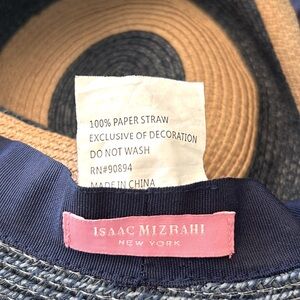 100% PAPER STRAW
EXCLUSIVE OF DECORATION
DO NOT WASH
RN#90894
MADE IN CHINA
ISAAC MIZRAHI
NEW YORK